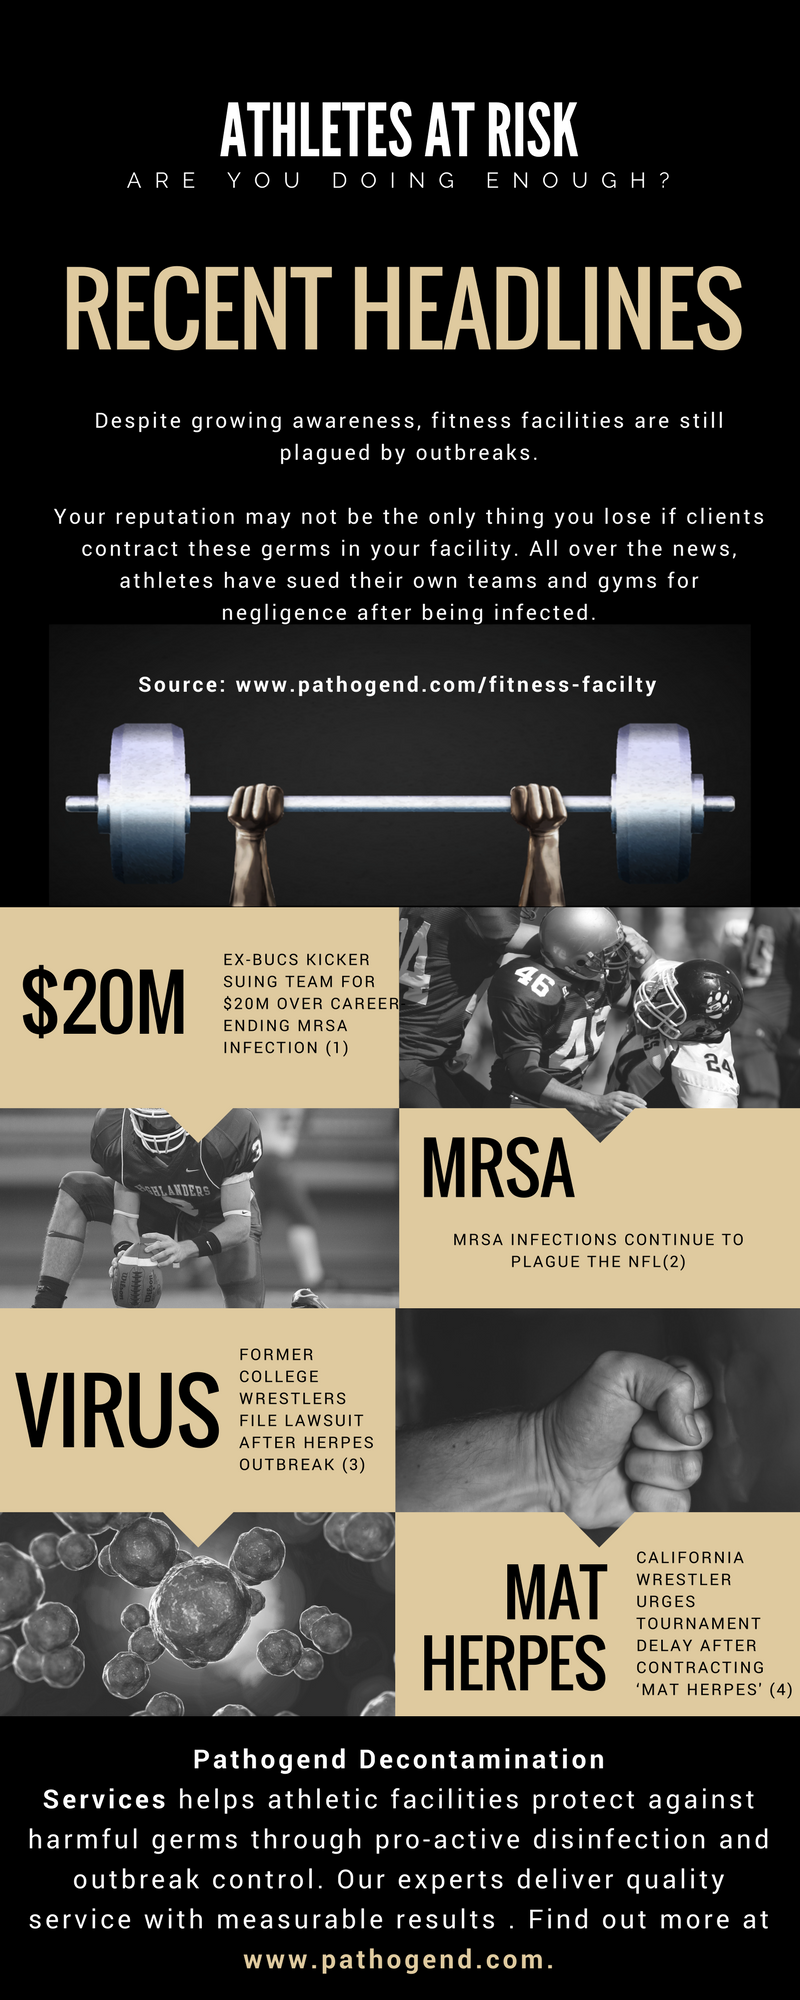 ATHLETES AT RISK
ARE YOU DOING ENOUGH?
RECENT HEADLINES
Despite growing awareness, fitness facilities are still
plagued by outbreaks.
Your reputation may not be the only thing you lose if clients
contract these germs in your facility. All over the news,
athletes have sued their own teams and gyms for
negligence after being infected.
Source: www.pathogend.com/fitness-facilty
$20M
EX-BUCS KICKER
SUING TEAM FOR
$20M OVER CAREER
ENDING MRSA
INFECTION (1)
46
24
3
HIGHLANDERS
MRSA
MRSA INFECTIONS CONTINUE TO
PLAGUE THE NFL(2)
VIRUS
FORMER
COLLEGE
WRESTLERS
FILE LAWSUIT
AFTER HERPES
OUTBREAK (3)
MAT
HERPES
CALIFORNIA
WRESTLER
URGES
TOURNAMENT
DELAY AFTER
CONTRACTING
‘MAT HERPES’ (4)
Pathogend Decontamination
Services helps athletic facilities protect against
harmful germs through pro-active disinfection and
outbreak control. Our experts deliver quality
service with measurable results . Find out more at
www.pathogend.com.